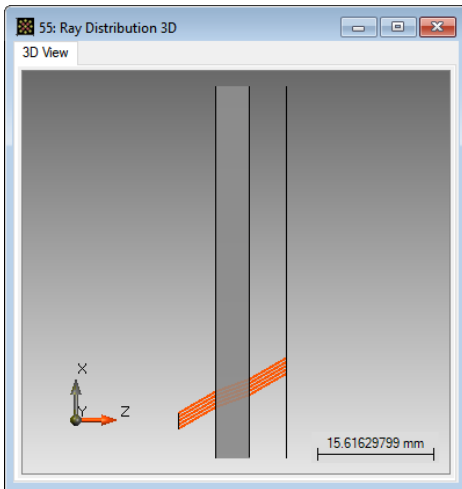 55: Ray Distribution 3D
3D View
X
Y
Z
15.61629799 mm